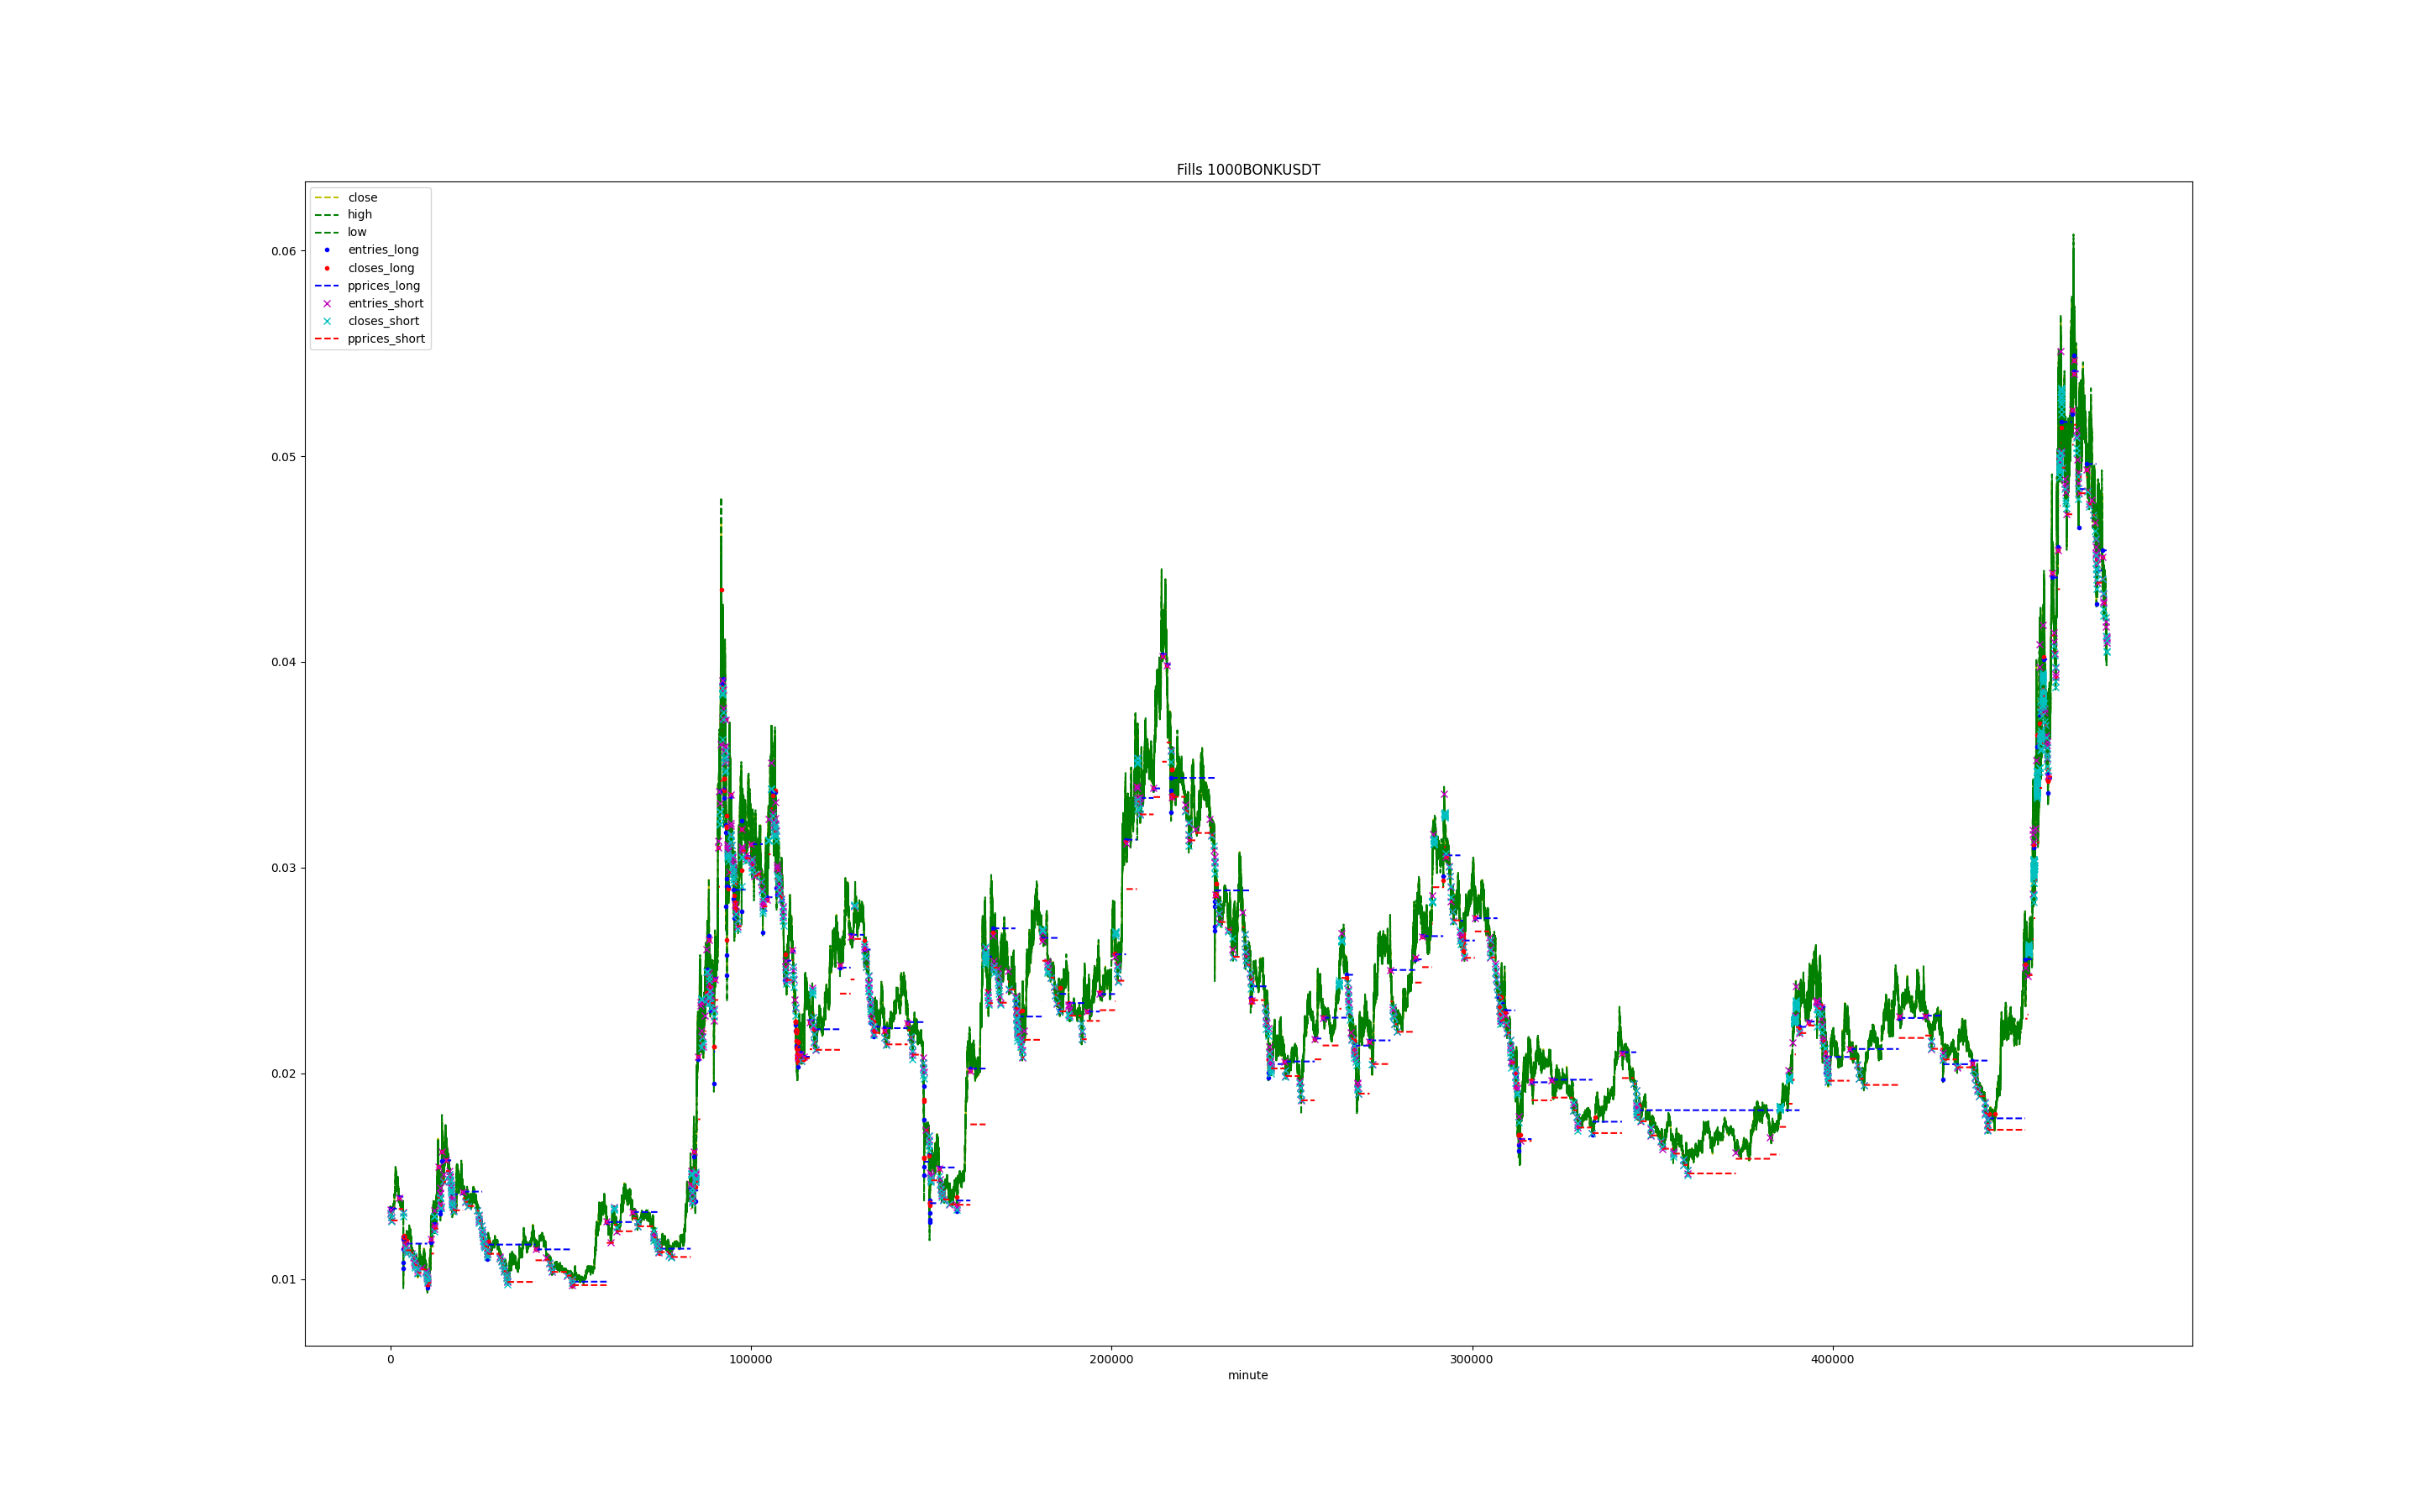 Fills 1000BONKUSDT
close
high
low
entries_long
closes_long
pprices_long
entries_short
closes_short
pprices_short
0.06
0.05
0.04
0.03
0.02
0.01
0
100000
200000
300000
400000
minute